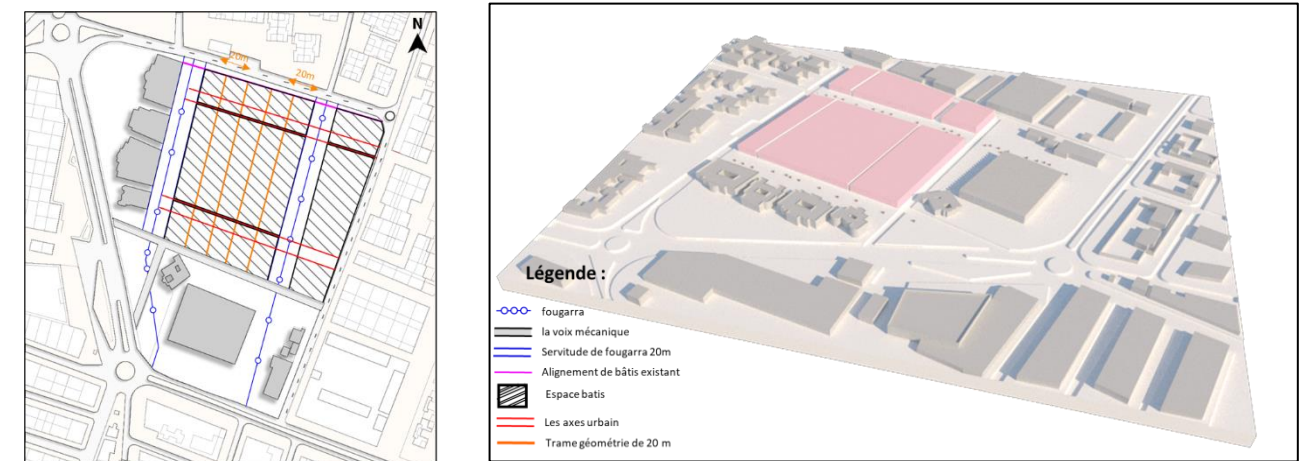 N
20m
20m
Légende :
fougarra
la voix mécanique
Servitude de fougarra 20m
Alignement de bâtis existant
Espace batis
Les axes urbain
Trame géométrie de 20 m